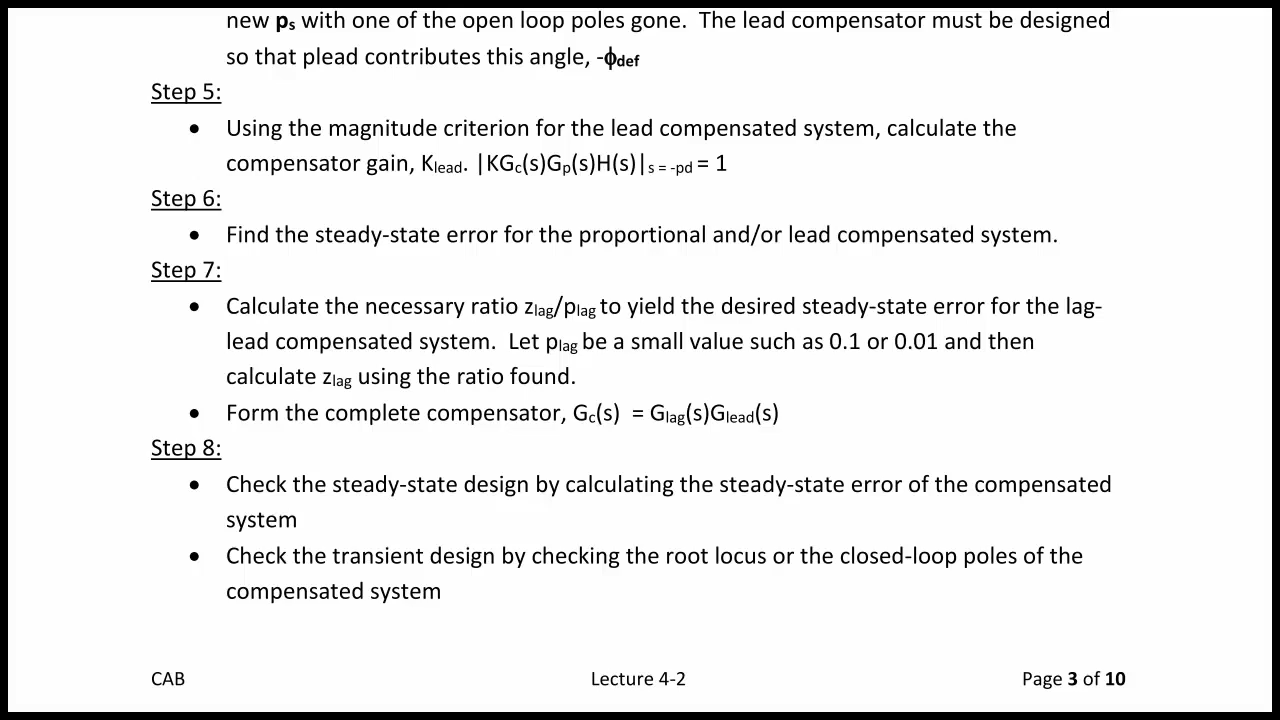 new ps with one of the open loop poles gone. The lead compensator must be designed
so that plead contributes this angle, -ϕdef
Step 5:
• Using the magnitude criterion for the lead compensated system, calculate the
compensator gain, Klead. |KGc(s)Gp(s)H(s)|s = -pd = 1
Step 6:
• Find the steady-state error for the proportional and/or lead compensated system.
Step 7:
• Calculate the necessary ratio zlag/plag to yield the desired steady-state error for the lag-
lead compensated system. Let plag be a small value such as 0.1 or 0.01 and then
calculate zlag using the ratio found.
• Form the complete compensator, Gc(s) = Glag(s)Glead(s)
Step 8:
• Check the steady-state design by calculating the steady-state error of the compensated
system
• Check the transient design by checking the root locus or the closed-loop poles of the
compensated system
CAB Lecture 4-2 Page 3 of 10